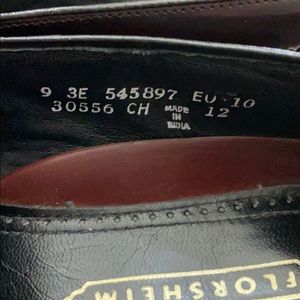 9 3E 545897 EU 10
30556 CH MADE IN INDIA 12
FLORSHEIM